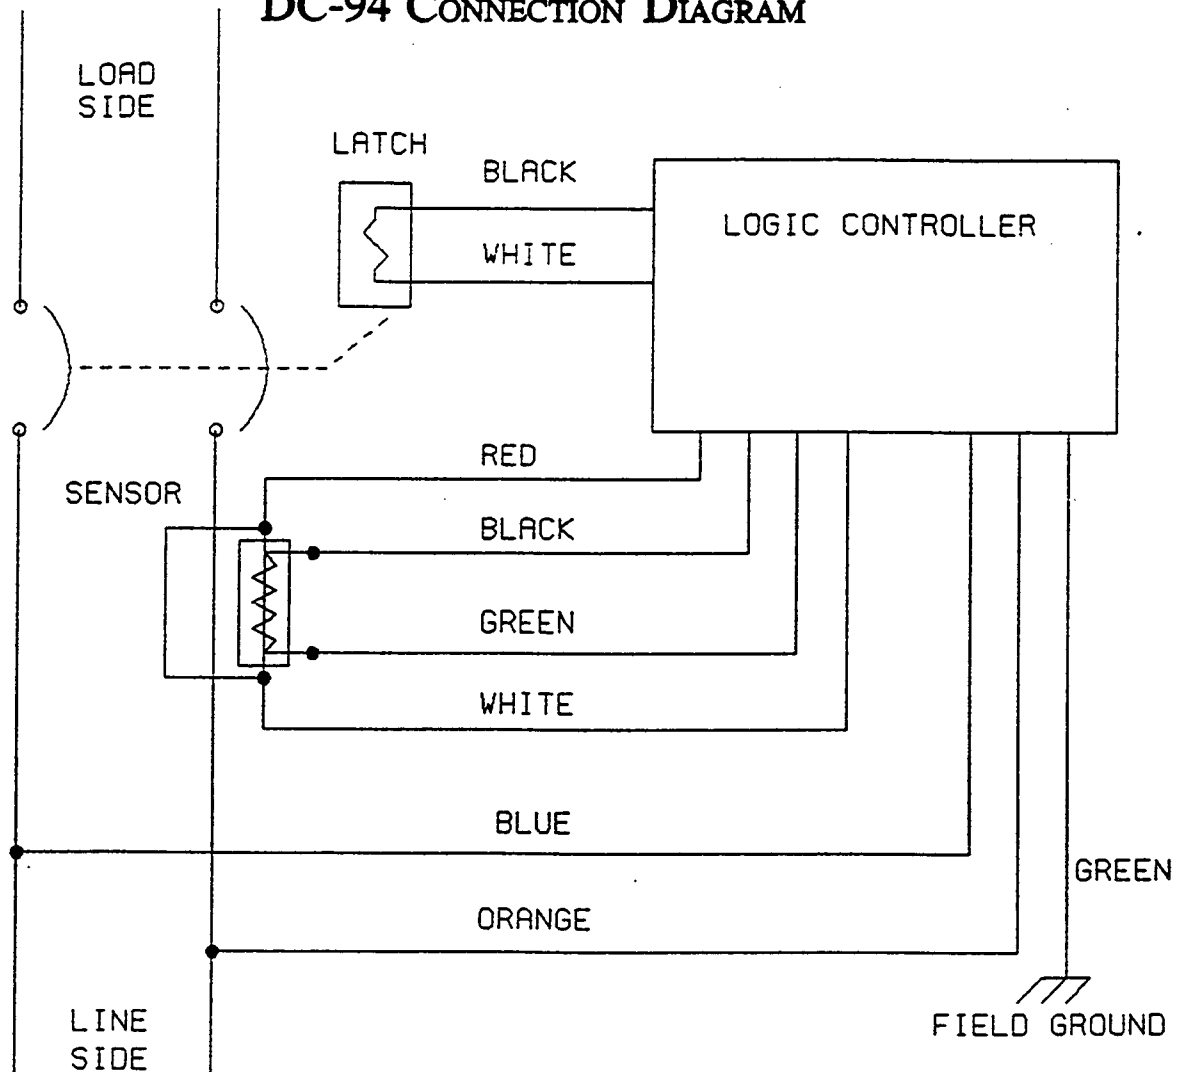 DC-94 CONNECTION DIAGRAM
LOAD
SIDE
LATCH
BLACK
LOGIC CONTROLLER
WHITE
RED
SENSOR
BLACK
GREEN
WHITE
BLUE
GREEN
ORANGE
LINE
SIDE
FIELD GROUND